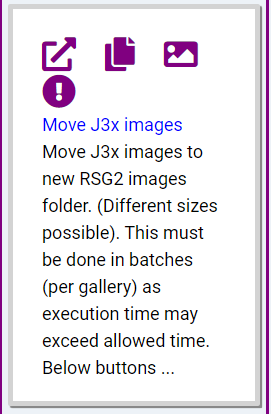 Move J3x images
Move J3x images to
new RSG2 images
folder. (Different sizes
possible). This must
be done in batches
(per gallery) as
execution time may
exceed allowed time.
Below buttons ...